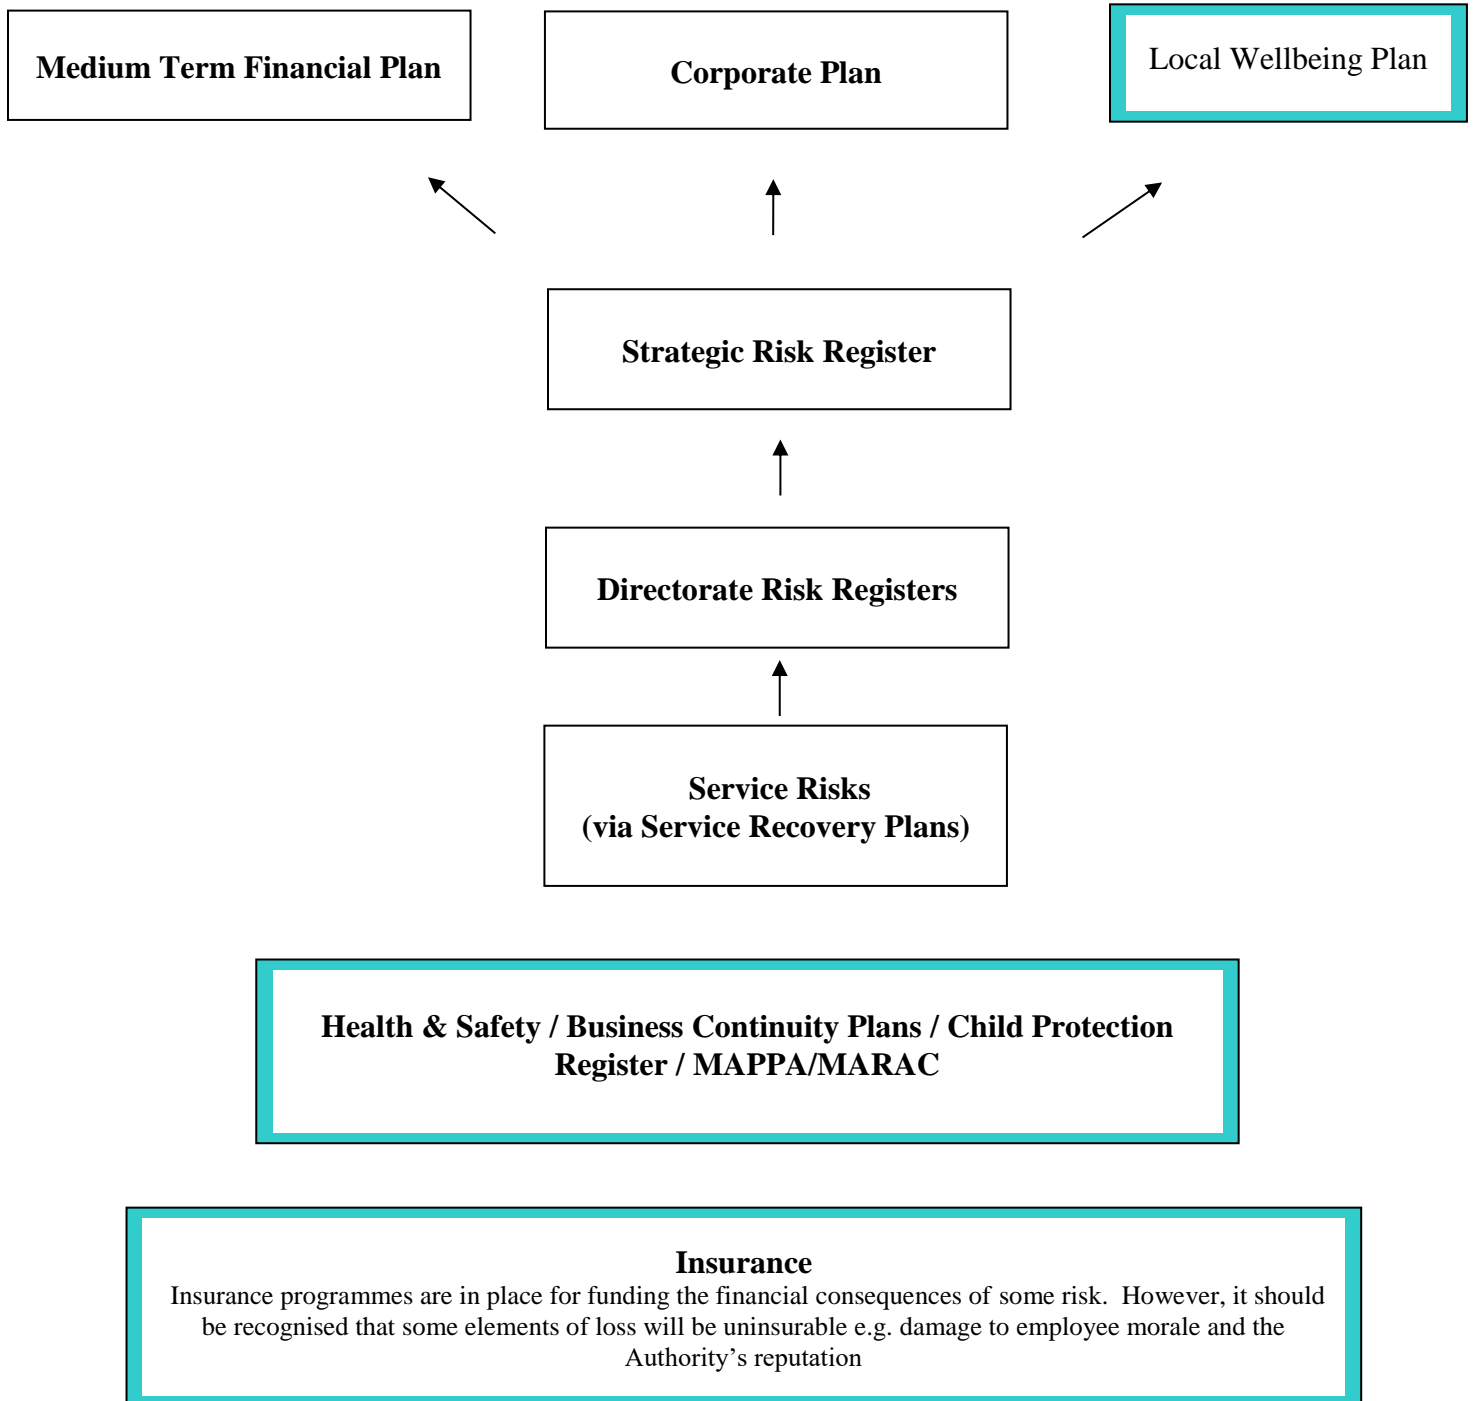 Medium Term Financial Plan
Corporate Plan
Local Wellbeing Plan
Strategic Risk Register
Directorate Risk Registers
Service Risks
(via Service Recovery Plans)
Health & Safety / Business Continuity Plans / Child Protection
Register / MAPPA/MARAC
Insurance
Insurance programmes are in place for funding the financial consequences of some risk.  However, it should
be recognised that some elements of loss will be uninsurable e.g. damage to employee morale and the
Authority’s reputation